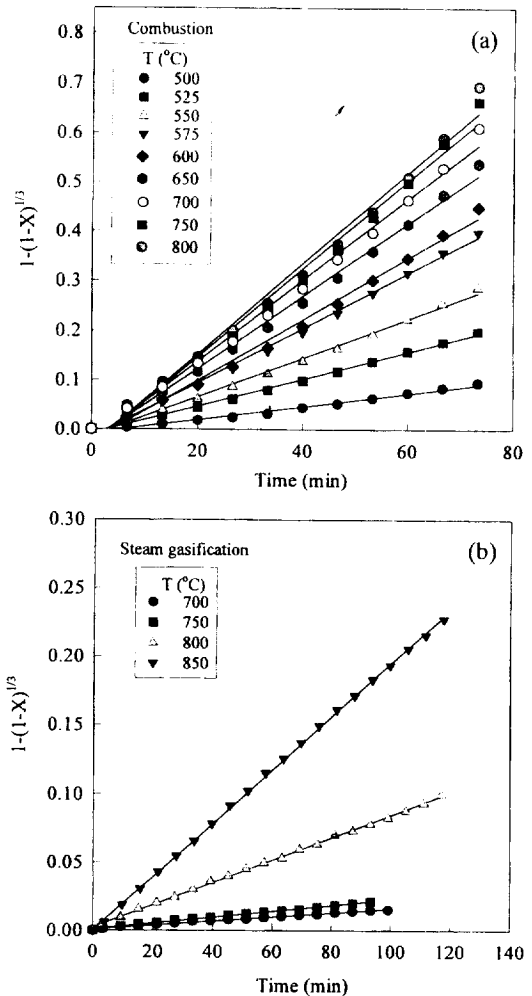 (a)
Combustion
T (°C)
500
525
550
575
600
650
700
750
800
1-(1-X)^1/3
0.8
0.7
0.6
0.5
0.4
0.3
0.2
0.1
0.0
0 20 40 60 80
Time (min)
(b)
Steam gasification
T (°C)
700
750
800
850
1-(1-X)^1/3
0.30
0.25
0.20
0.15
0.10
0.05
0.00
0 20 40 60 80 100 120 140
Time (min)